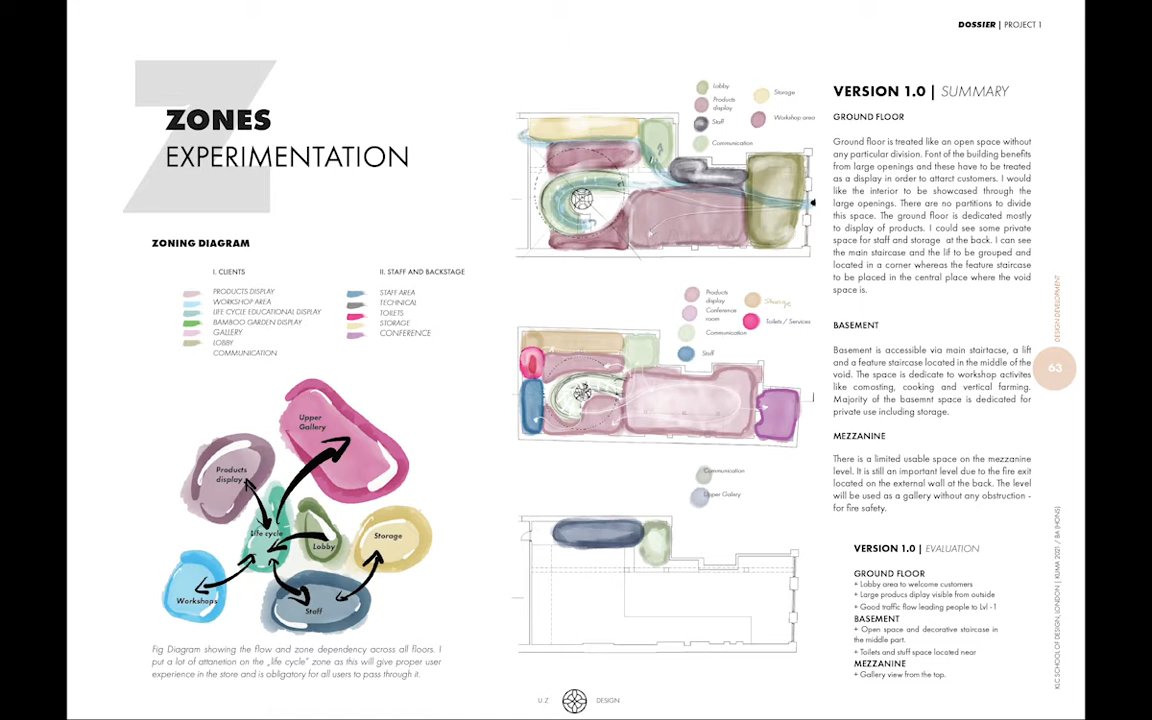 DOSSIER | PROJECT 1
ZONES
EXPERIMENTATION
ZONING DIAGRAM
I. CLIENTS
PRODUCTS DISPLAY
WORKSHOP AREA
LIFE CYCLE EDUCATIONAL DISPLAY
BAMBOO GARDEN DISPLAY
GALLERY
LOBBY
COMMUNICATION
II. STAFF AND BACKSTAGE
STAFF AREA
TECHNICAL
TOILETS
STORAGE
CONFERENCE
Upper
Gallery
Products
display
Life cycle
Lobby
Storage
Workshops
Staff
Fig Diagram showing the flow and zone dependency across all floors. I
put a lot of attanetion on the „life cycle" zone as this will give proper user
experience in the store and is obligatory for all users to pass through it.
Lobby
Products
display
Staff
Communication
Storage
Workshop area
Products
display
Conference
room
Communication
Staff
Toilets / Services
Communication
Upper Gallery
VERSION 1.0 | SUMMARY
GROUND FLOOR
Ground floor is treated like an open space without
any particular division. Font of the building benefits
from large openings and these have to be treated
as a display in order to attarct customers. I would
like the interior to be showcased through the
large openings. There are no partitions to divide
this space. The ground floor is dedicated mostly
to display of products. I could see some private
space for staff and storage at the back. I can see
the main staircase and the lif to be grouped and
located in a corner whereas the feature staircase
to be placed in the central place where the void
space is.
BASEMENT
Basement is accessible via main stairtacse, a lift
and a feature staircase located in the middle of the
void. The space is dedicate to workshop activites
like comosting, cooking and vertical farming.
Majority of the basemnt space is dedicated for
private use including storage.
MEZZANINE
There is a limited usable space on the mezzanine
level. It is still an important level due to the fire exit
located on the external wall at the back. The level
will be used as a gallery without any obstruction -
for fire safety.
VERSION 1.0 | EVALUATION
GROUND FLOOR
+ Lobby area to welcome customers
+ Large producs diplay visible from outside
+ Good traffic flow leading people to Lvl -1
BASEMENT
+ Open space and decorative staircase in
the middle part.
+ Toilets and stuff space located near
MEZZANINE
+ Gallery view from the top.
DESIGN DEVELOPMENT
63
KLC SCHOOL OF DESIGN, LONDON | KLIMA 2021 / BA (HONS)
U.Z
DESIGN